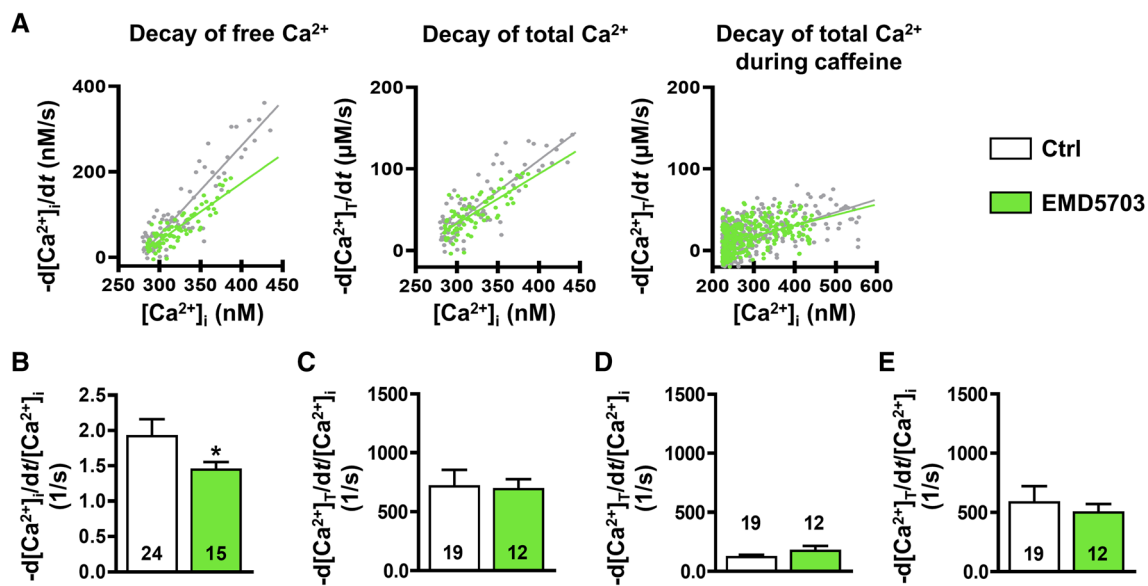 A
Decay of free Ca²⁺
Decay of total Ca²⁺
Decay of total Ca²⁺
during caffeine
-d[Ca²⁺]ᵢ/dt (nM/s)
400
200
0
250 300 350 400 450
[Ca²⁺]ᵢ (nM)
-d[Ca²⁺]T/dt (μM/s)
200
100
0
250 300 350 400 450
[Ca²⁺]ᵢ (nM)
-d[Ca²⁺]T/dt (μM/s)
200
100
0
200 300 400 500 600
[Ca²⁺]ᵢ (nM)
Ctrl
EMD5703
B
-d[Ca²⁺]ᵢ/dt/[Ca²⁺]ᵢ
(1/s)
2.5
2.0
1.5
1.0
0.5
0.0
*
24
15
C
-d[Ca²⁺]T/dt/[Ca²⁺]ᵢ
(1/s)
1500
1000
500
0
19
12
D
-d[Ca²⁺]T/dt/[Ca²⁺]ᵢ
(1/s)
1500
1000
500
0
19
12
E
-d[Ca²⁺]T/dt/[Ca²⁺]ᵢ
(1/s)
1500
1000
500
0
19
12